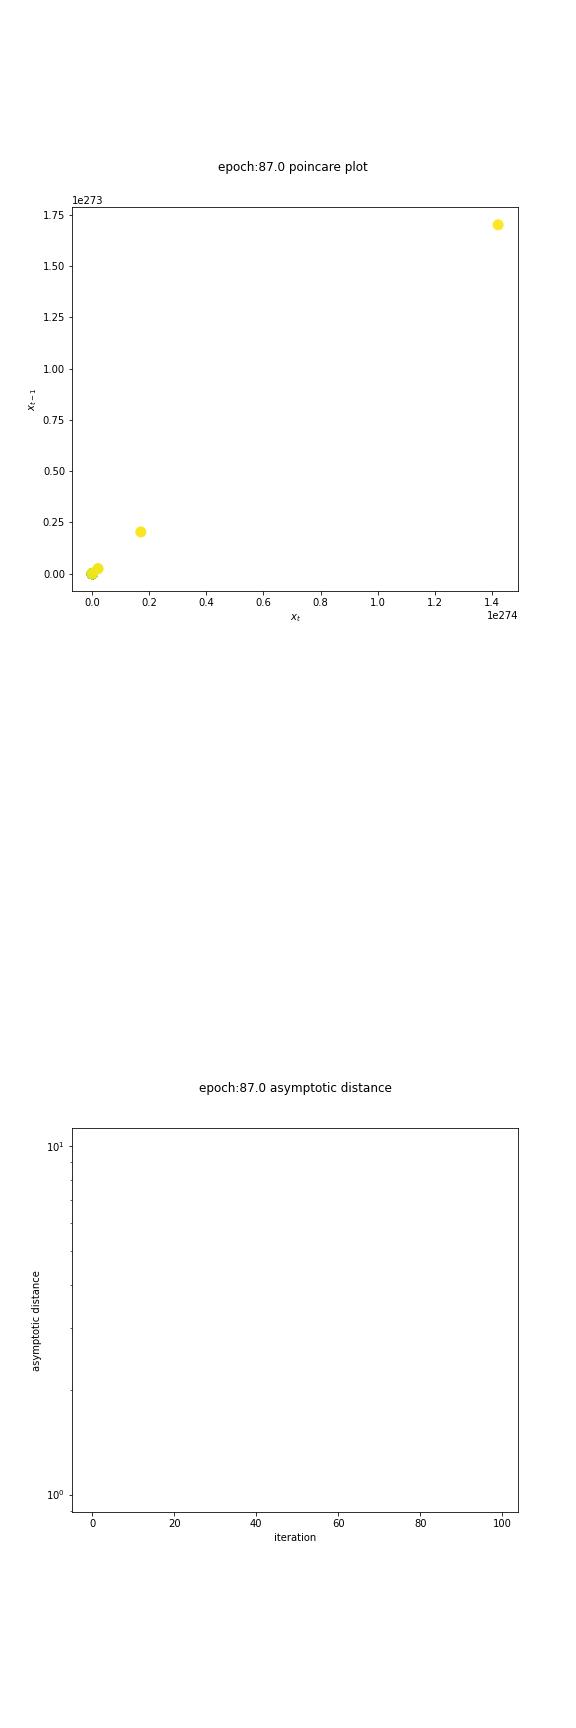 epoch:87.0 poincare plot
1e273
1.75
1.50
1.25
1.00
0.75
0.50
0.25
0.00
x_{t-1}
0.0 0.2 0.4 0.6 0.8 1.0 1.2 1.4
x_t
1e274
epoch:87.0 asymptotic distance
10^1
10^0
asymptotic distance
0 20 40 60 80 100
iteration